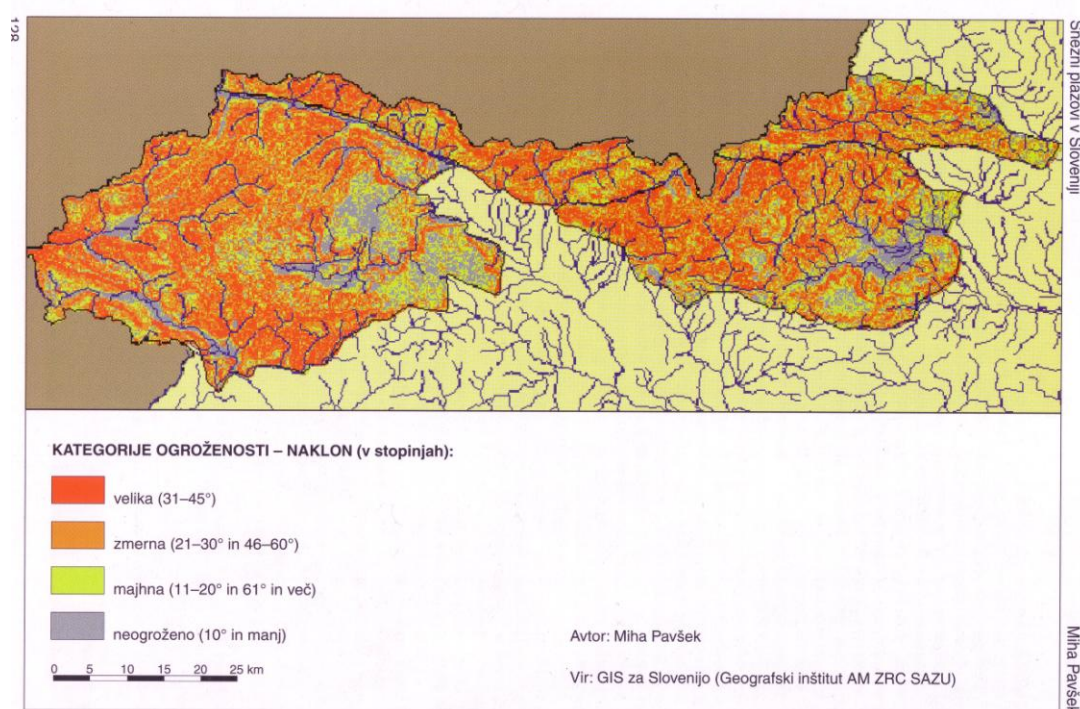 128
Snežni plazovi v Sloveniji
KATEGORIJE OGROŽENOSTI – NAKLON (v stopinjah):
velika (31–45°)
zmerna (21–30° in 46–60°)
majhna (11–20° in 61° in več)
neogroženo (10° in manj)
0 5 10 15 20 25 km
Avtor: Miha Pavšek
Vir: GIS za Slovenijo (Geografski inštitut AM ZRC SAZU)
Miha Pavšek